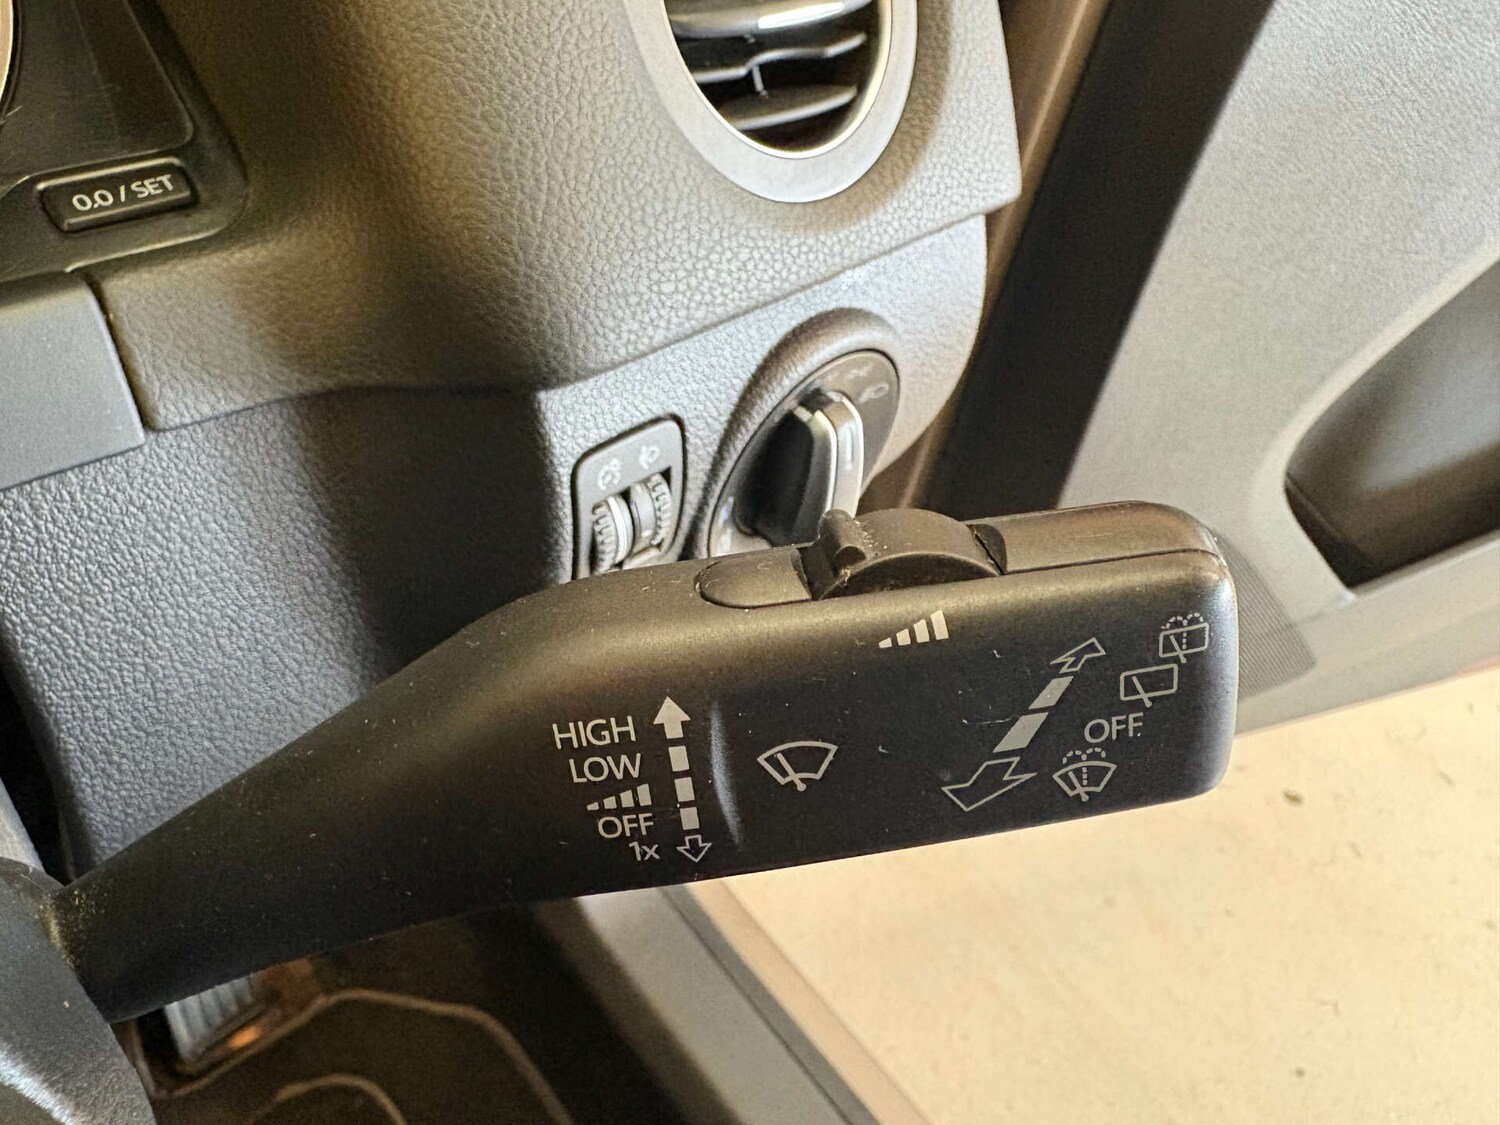 0.0 / SET
HIGH
LOW
OFF
1x
OFF